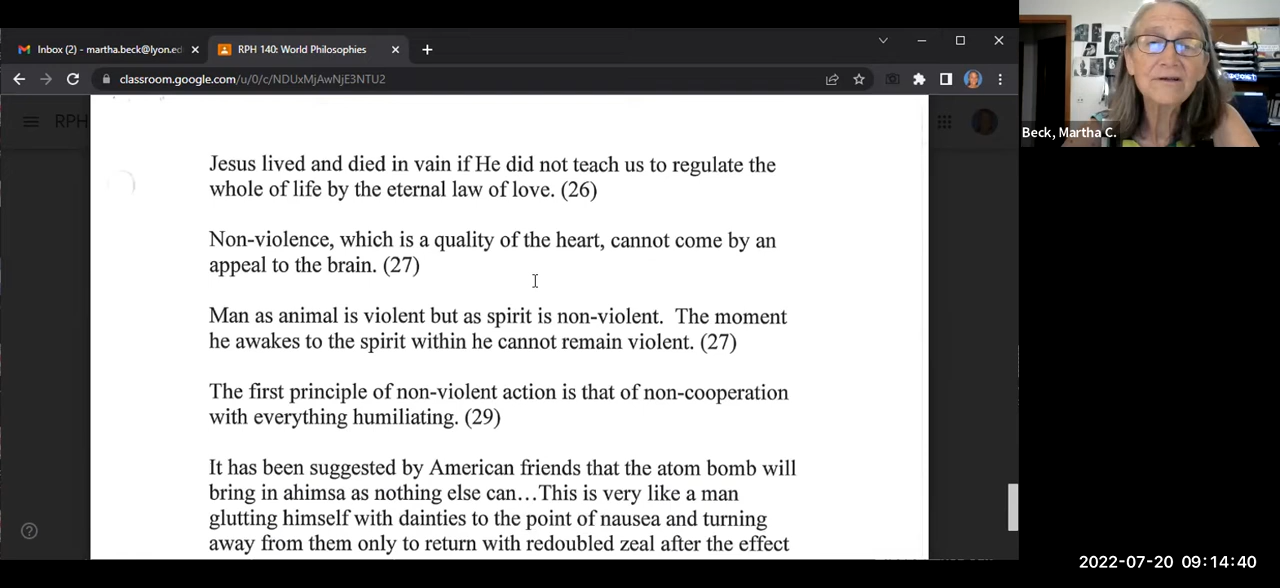 Inbox (2) - martha.beck@lyon.ed
RPH 140: World Philosophies
classroom.google.com/u/0/c/NDUxMjAwNjE3NTU2
RPH
Jesus lived and died in vain if He did not teach us to regulate the
whole of life by the eternal law of love. (26)
Non-violence, which is a quality of the heart, cannot come by an
appeal to the brain. (27)
Man as animal is violent but as spirit is non-violent.  The moment
he awakes to the spirit within he cannot remain violent. (27)
The first principle of non-violent action is that of non-cooperation
with everything humiliating. (29)
It has been suggested by American friends that the atom bomb will
bring in ahimsa as nothing else can…This is very like a man
glutting himself with dainties to the point of nausea and turning
away from them only to return with redoubled zeal after the effect
Beck, Martha C.
2022-07-20 09:14:40